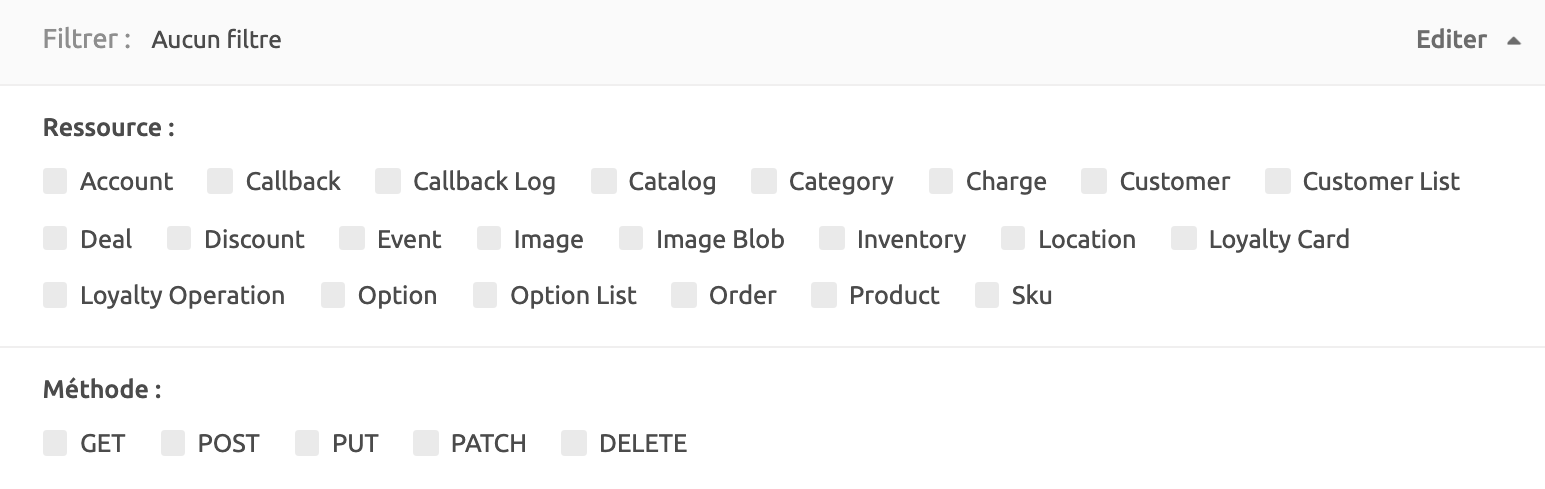 Filtrer : Aucun filtre Editer
Ressource :
Account Callback Callback Log Catalog Category Charge Customer Customer List
Deal Discount Event Image Image Blob Inventory Location Loyalty Card
Loyalty Operation Option Option List Order Product Sku
Méthode :
GET POST PUT PATCH DELETE